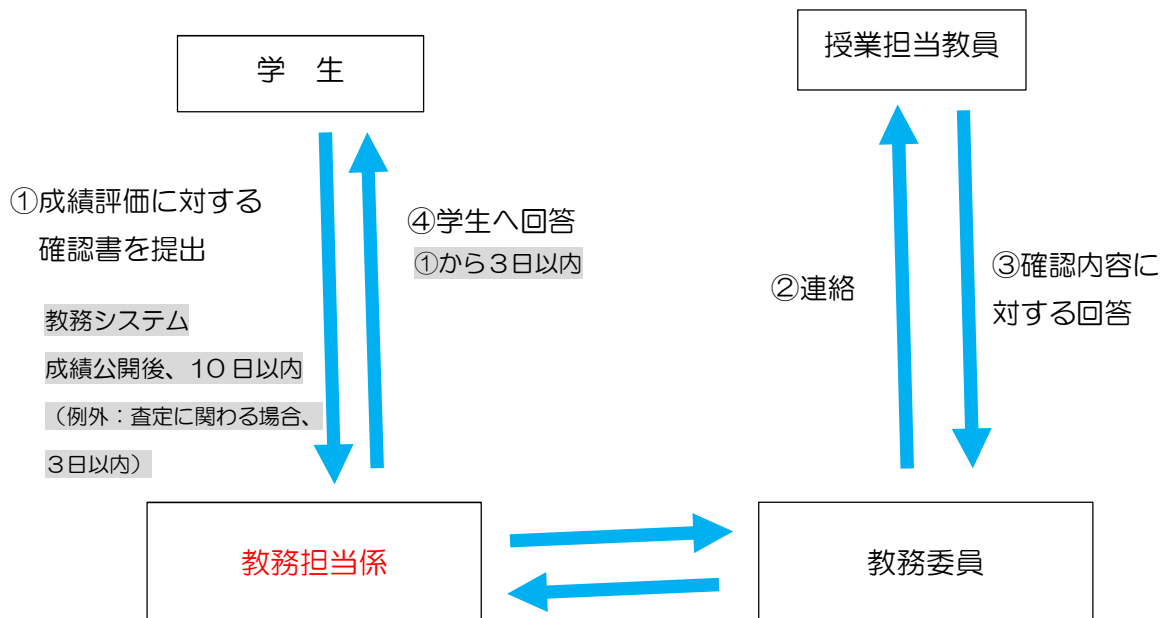 学　生
授業担当教員
①成績評価に対する
確認書を提出
教務システム
成績公開後、10日以内
（例外：査定に関わる場合、
３日以内）
④学生へ回答
①から３日以内
②連絡
③確認内容に
対する回答
教務担当係
教務委員